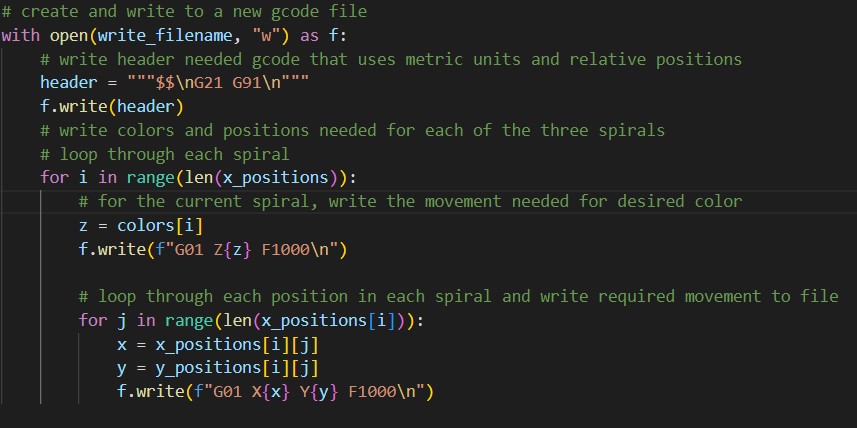 # create and write to a new gcode file
with open(write_filename, "w") as f:
    # write header needed gcode that uses metric units and relative positions
    header = """$$\nG21 G91\n"""
    f.write(header)
    # write colors and positions needed for each of the three spirals
    # loop through each spiral
    for i in range(len(x_positions)):
        # for the current spiral, write the movement needed for desired color
        z = colors[i]
        f.write(f"G01 Z{z} F1000\n")

        # loop through each position in each spiral and write required movement to file
        for j in range(len(x_positions[i])):
            x = x_positions[i][j]
            y = y_positions[i][j]
            f.write(f"G01 X{x} Y{y} F1000\n")